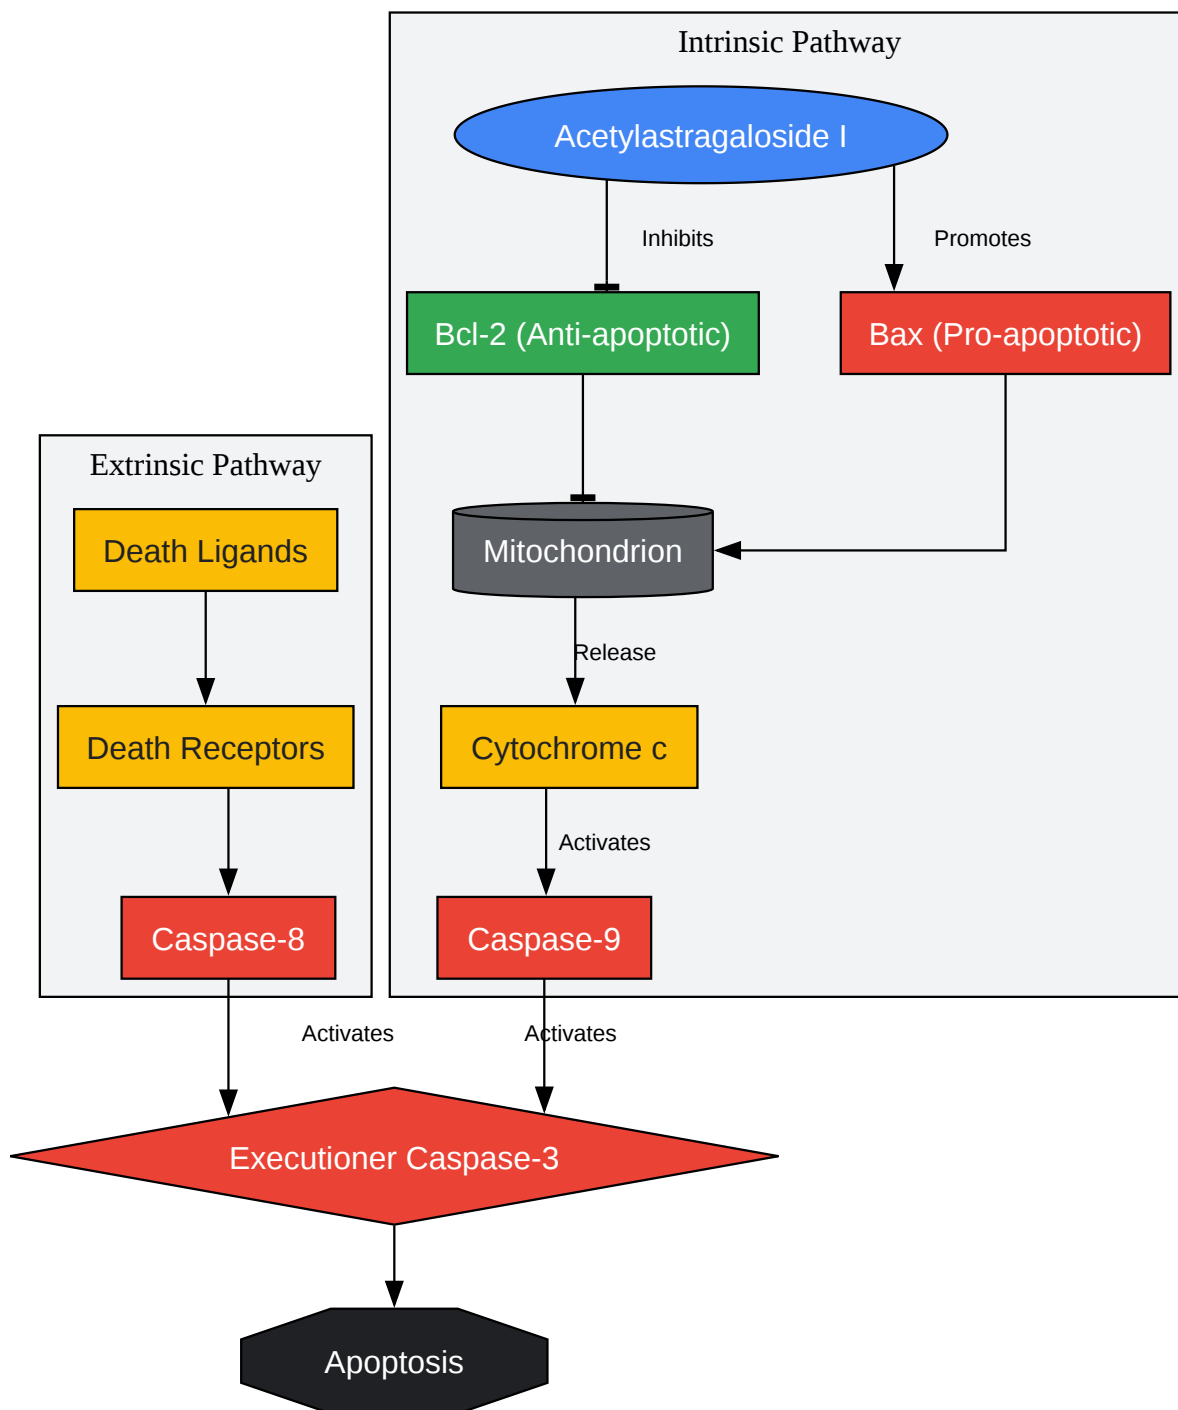 Intrinsic Pathway
Acetylastragaloside I
Inhibits
Promotes
Bcl-2 (Anti-apoptotic)
Bax (Pro-apoptotic)
Extrinsic Pathway
Death Ligands
Mitochondrion
Release
Death Receptors
Cytochrome c
Activates
Caspase-8
Caspase-9
Activates
Activates
Executioner Caspase-3
Apoptosis